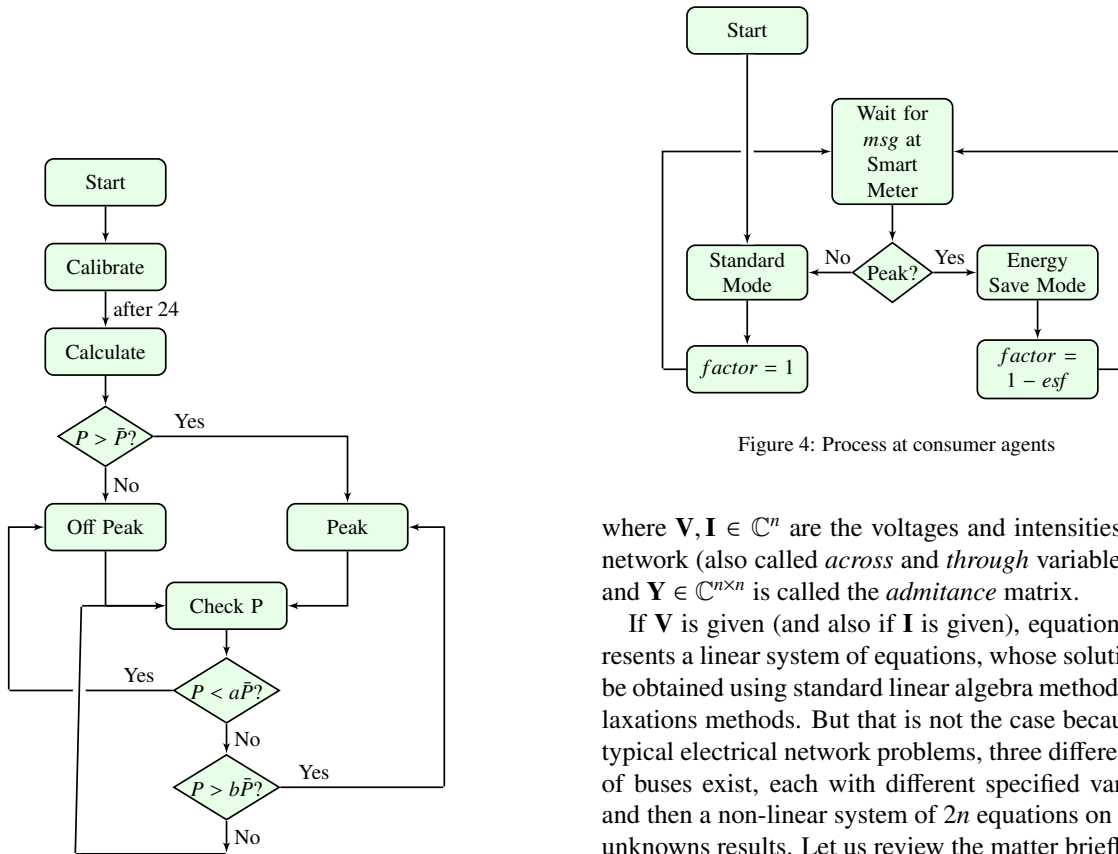 Start
Calibrate
after 24
Calculate
P > P̄?
Yes
No
Off Peak
Peak
Check P
Yes
P < aP̄?
No
P > bP̄?
Yes
No
Start
Wait for
msg at
Smart
Meter
Standard
Mode
No
Peak?
Yes
Energy
Save Mode
factor = 1
factor =
1 − esf
Figure 4: Process at consumer agents
where V, I ∈ ℂⁿ are the voltages and intensities
network (also called across and through variable
and Y ∈ ℂⁿˣⁿ is called the admitance matrix.
If V is given (and also if I is given), equation
resents a linear system of equations, whose soluti
be obtained using standard linear algebra method
laxations methods. But that is not the case becau
typical electrical network problems, three differe
of buses exist, each with different specified var
and then a non-linear system of 2n equations on
unknowns results. Let us review the matter briefl